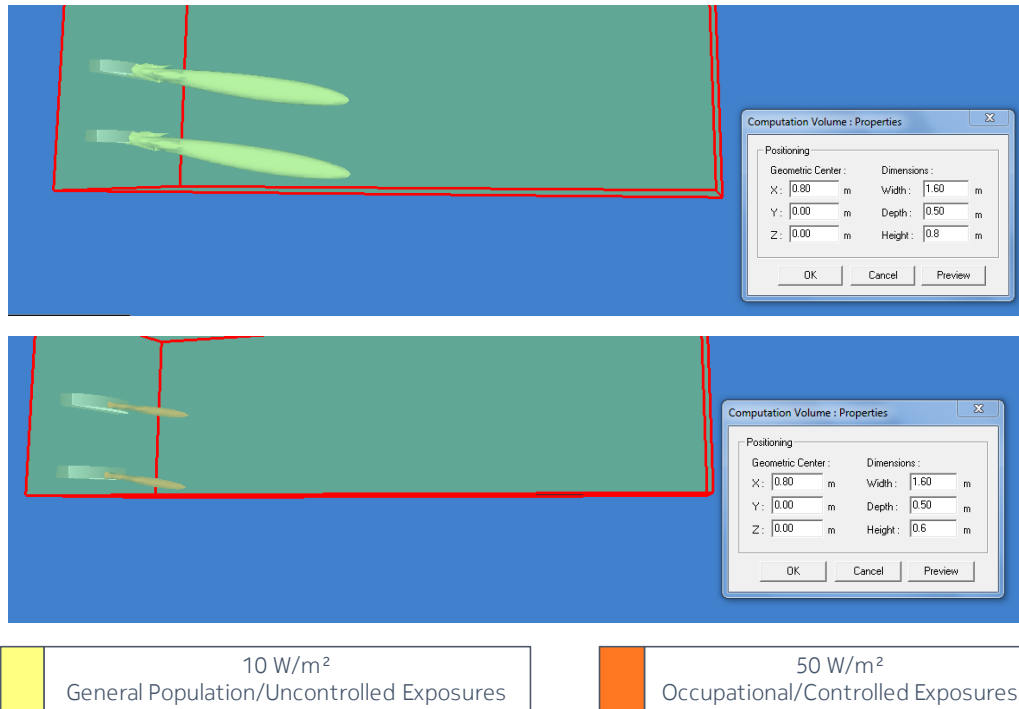 Computation Volume : Properties
Positioning
Geometric Center : Dimensions :
X : 0.80 m Width : 1.60 m
Y : 0.00 m Depth : 0.50 m
Z : 0.00 m Height : 0.8 m
OK Cancel Preview
Computation Volume : Properties
Positioning
Geometric Center : Dimensions :
X : 0.80 m Width : 1.60 m
Y : 0.00 m Depth : 0.50 m
Z : 0.00 m Height : 0.6 m
OK Cancel Preview
10 W/m²
General Population/Uncontrolled Exposures
50 W/m²
Occupational/Controlled Exposures